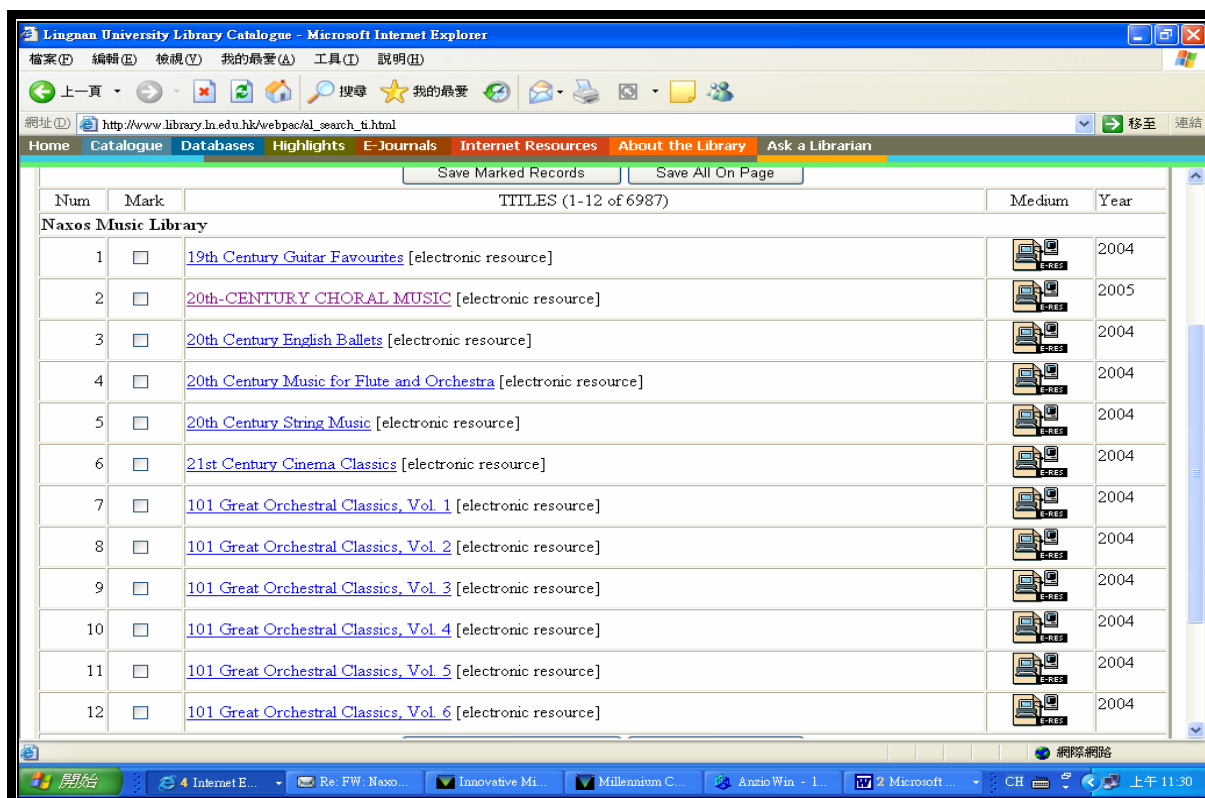 Lingnan University Library Catalogue - Microsoft Internet Explorer
檔案(F) 編輯(E) 檢視(V) 我的最愛(A) 工具(T) 說明(H)
上一頁 搜尋 我的最愛
網址(D) http://www.library.ln.edu.hk/webpac/al_search_ti.html 移至 連結
Home Catalogue Databases Highlights E-Journals Internet Resources About the Library Ask a Librarian
Save Marked Records Save All On Page
Num Mark TITLES (1-12 of 6987) Medium Year
Naxos Music Library
1 19th Century Guitar Favourites [electronic resource] E-RES 2004
2 20th-CENTURY CHORAL MUSIC [electronic resource] E-RES 2005
3 20th Century English Ballets [electronic resource] E-RES 2004
4 20th Century Music for Flute and Orchestra [electronic resource] E-RES 2004
5 20th Century String Music [electronic resource] E-RES 2004
6 21st Century Cinema Classics [electronic resource] E-RES 2004
7 101 Great Orchestral Classics, Vol. 1 [electronic resource] E-RES 2004
8 101 Great Orchestral Classics, Vol. 2 [electronic resource] E-RES 2004
9 101 Great Orchestral Classics, Vol. 3 [electronic resource] E-RES 2004
10 101 Great Orchestral Classics, Vol. 4 [electronic resource] E-RES 2004
11 101 Great Orchestral Classics, Vol. 5 [electronic resource] E-RES 2004
12 101 Great Orchestral Classics, Vol. 6 [electronic resource] E-RES 2004
網際網路
開始 4 Internet E... Re: FW: Naxo... Innovative Mi... Millennium C... AnzioWin - l... 2 Microsoft ... CH 上午 11:30